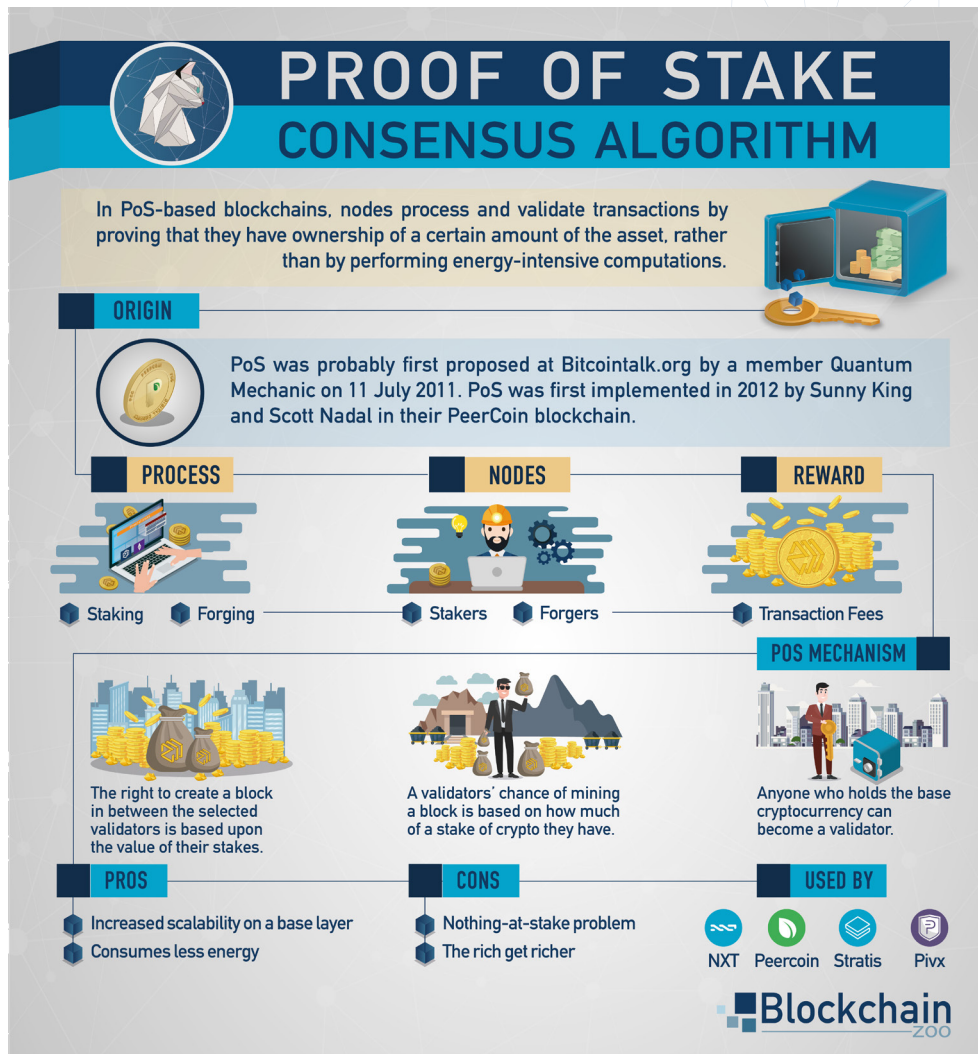 PROOF OF STAKE
CONSENSUS ALGORITHM
In PoS-based blockchains, nodes process and validate transactions by
proving that they have ownership of a certain amount of the asset, rather
than by performing energy-intensive computations.
ORIGIN
PoS was probably first proposed at Bitcointalk.org by a member Quantum
Mechanic on 11 July 2011. PoS was first implemented in 2012 by Sunny King
and Scott Nadal in their PeerCoin blockchain.
PROCESS
NODES
REWARD
Staking
Forging
Stakers
Forgers
Transaction Fees
POS MECHANISM
The right to create a block
in between the selected
validators is based upon
the value of their stakes.
A validators’ chance of mining
a block is based on how much
of a stake of crypto they have.
Anyone who holds the base
cryptocurrency can
become a validator.
PROS
Increased scalability on a base layer
Consumes less energy
CONS
Nothing-at-stake problem
The rich get richer
USED BY
NXT
Peercoin
Stratis
Pivx
Blockchain
ZOO